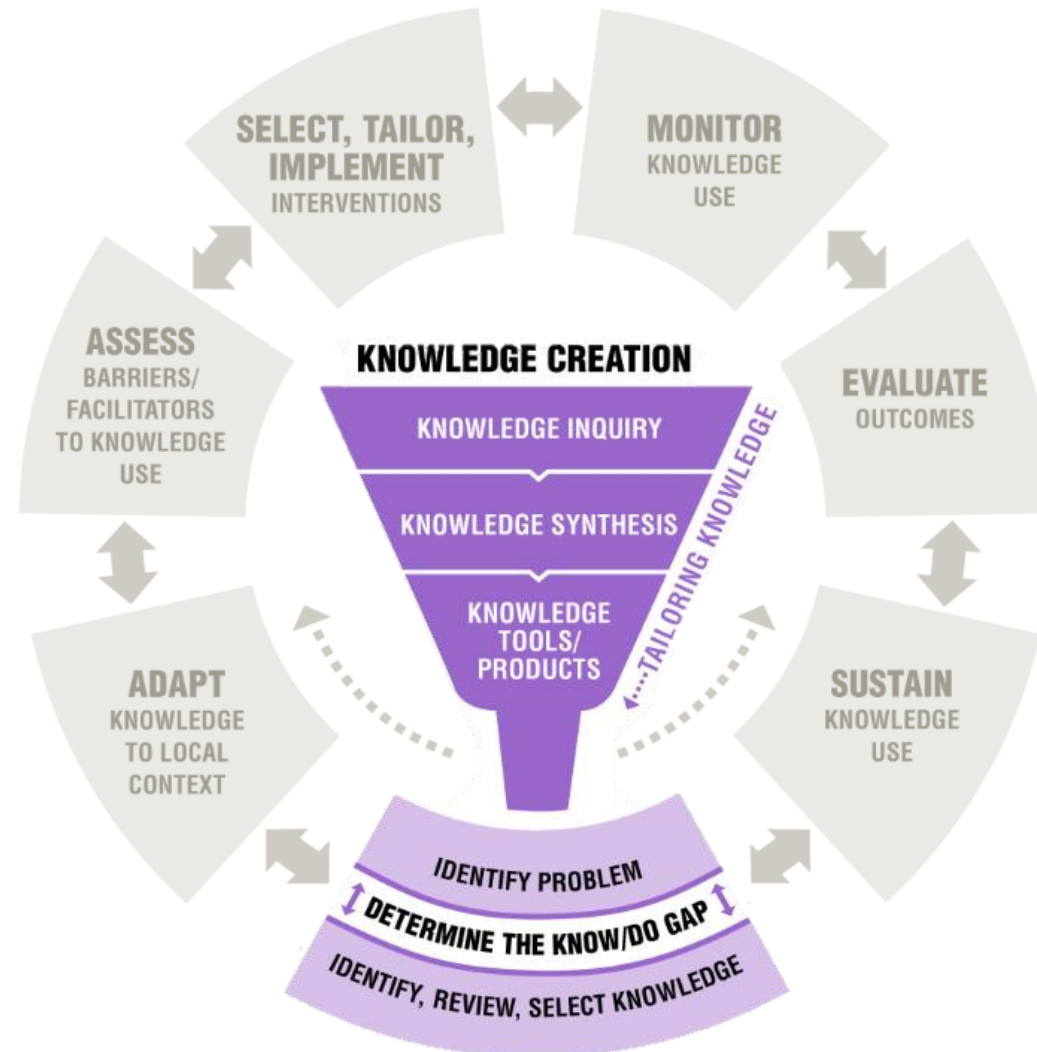 SELECT, TAILOR,
IMPLEMENT
INTERVENTIONS
MONITOR
KNOWLEDGE
USE
ASSESS
BARRIERS/
FACILITATORS
TO KNOWLEDGE
USE
KNOWLEDGE CREATION
KNOWLEDGE INQUIRY
KNOWLEDGE SYNTHESIS
KNOWLEDGE
TOOLS/
PRODUCTS
TAILORING KNOWLEDGE
EVALUATE
OUTCOMES
ADAPT
KNOWLEDGE
TO LOCAL
CONTEXT
SUSTAIN
KNOWLEDGE
USE
IDENTIFY PROBLEM
DETERMINE THE KNOW/DO GAP
IDENTIFY, REVIEW, SELECT KNOWLEDGE